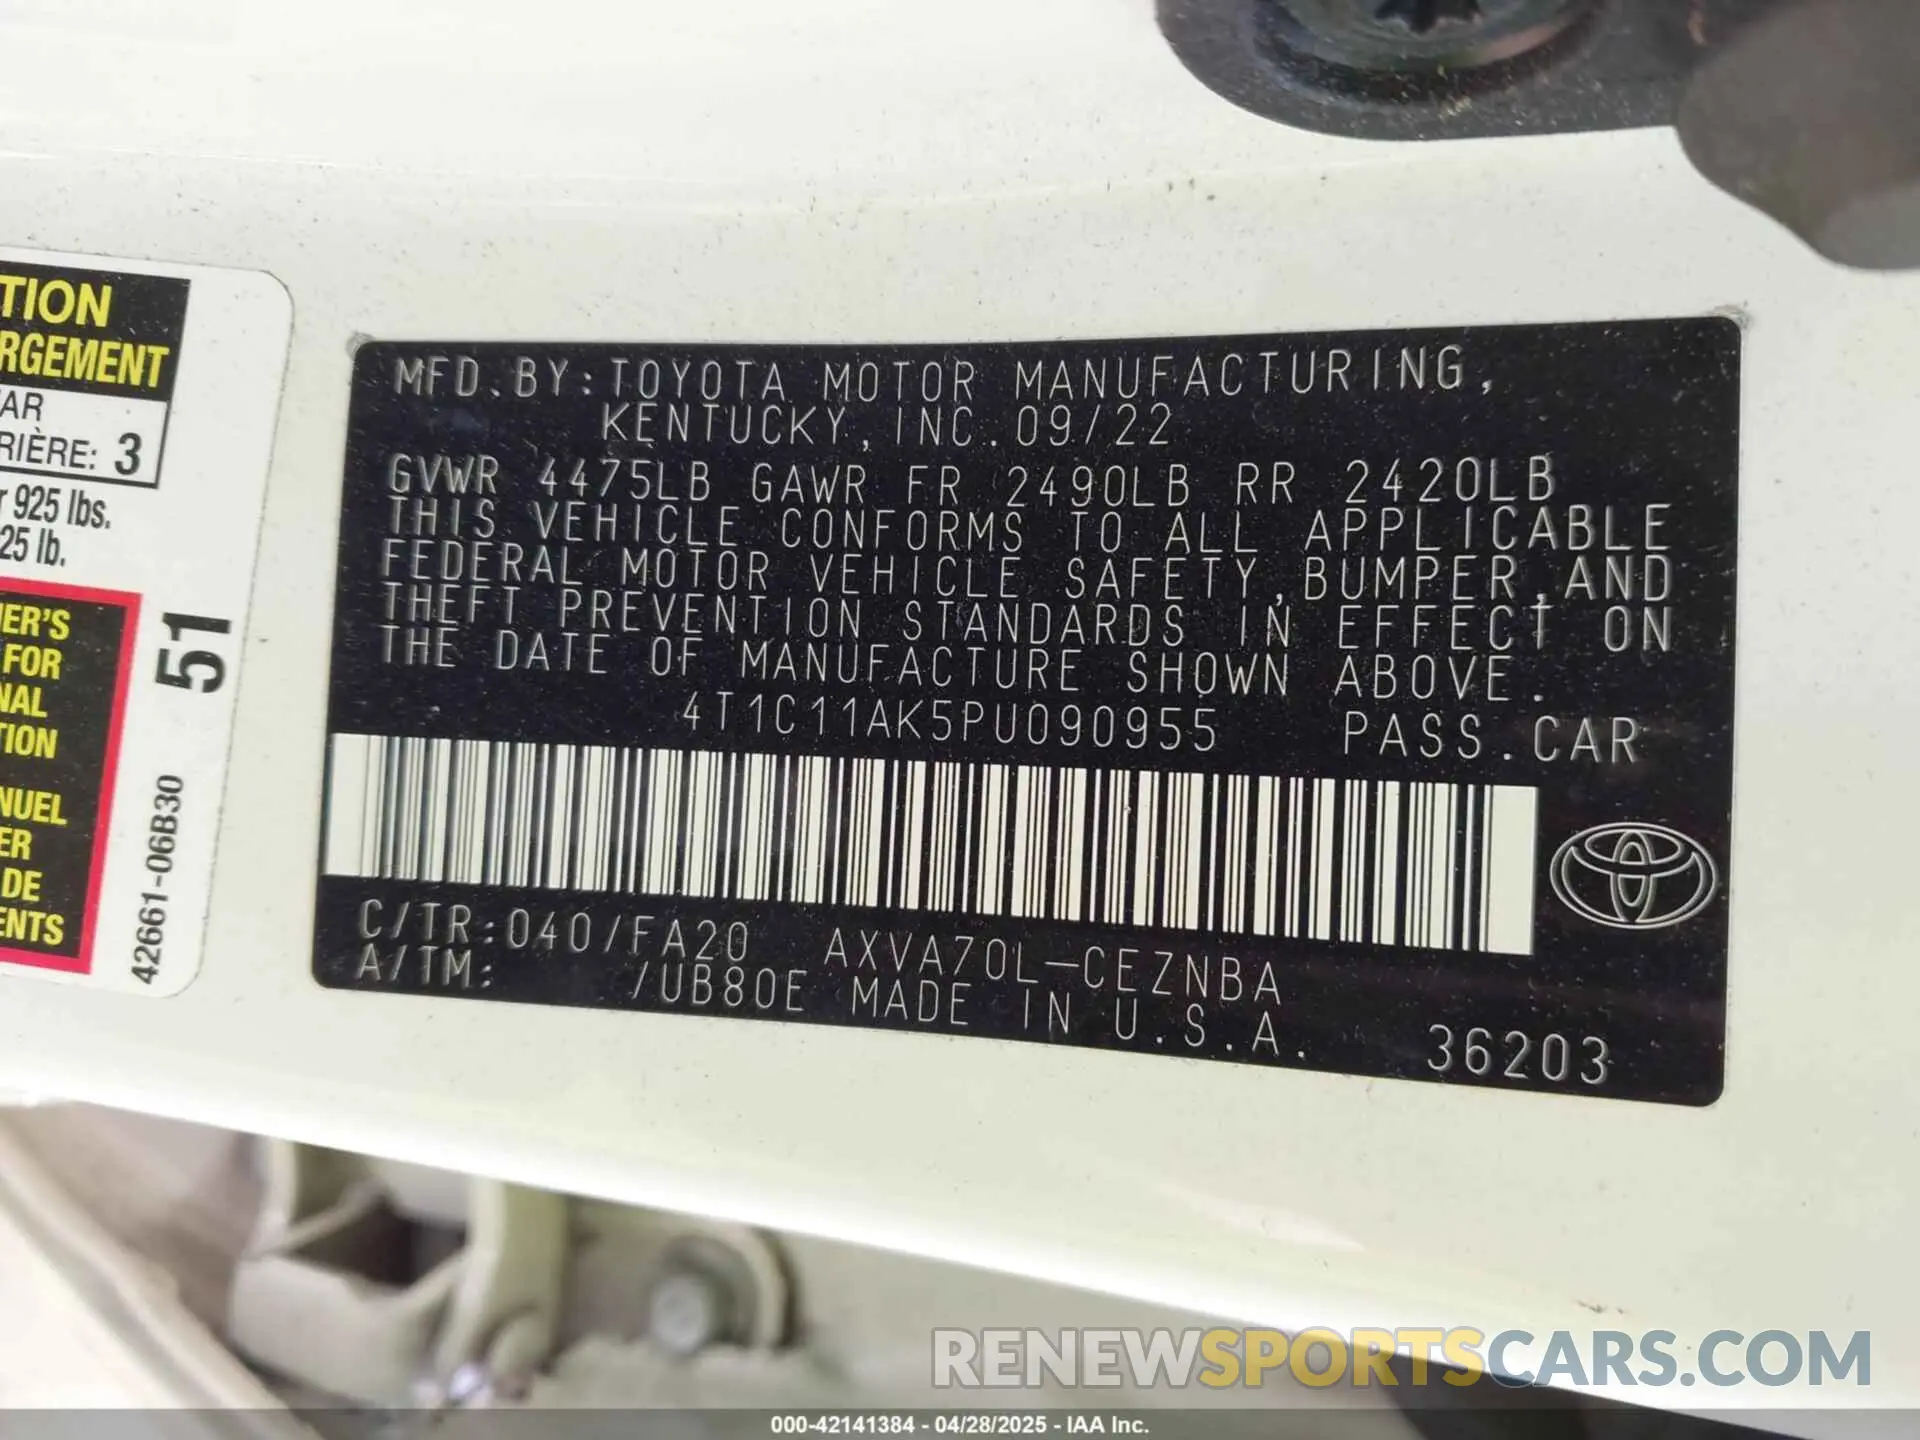 TION
RGEMENT
AR
RIÈRE: 3
925 lbs.
25 lb.
ER'S
FOR
NAL
TION
NUEL
ER
DE
ENTS
51
42661-06B30
MFD.BY:TOYOTA MOTOR MANUFACTURING,
KENTUCKY,INC.09/22
GVWR 4475LB GAWR FR 2490LB RR 2420LB
THIS VEHICLE CONFORMS TO ALL APPLICABLE
FEDERAL MOTOR VEHICLE SAFETY,BUMPER,AND
THEFT PREVENTION STANDARDS IN EFFECT ON
THE DATE OF MANUFACTURE SHOWN ABOVE.
4T1C11AK5PU090955 PASS.CAR
C/TR:040/FA20 AXVA70L-CEZNBA
A/TM: /UB80E MADE IN U.S.A.
36203
RENEWSPORTSCARS.COM
000-42141384 - 04/28/2025 - IAA Inc.